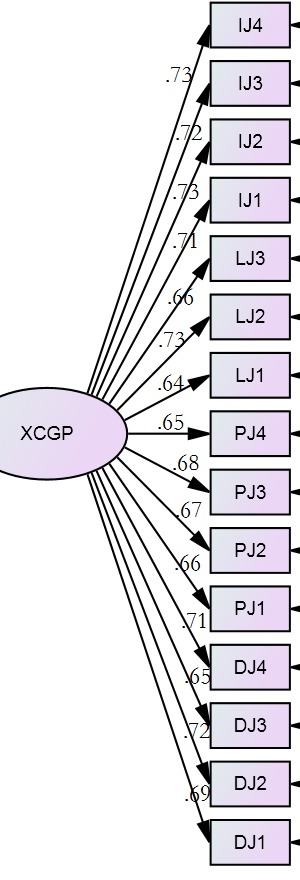 IJ4
.73
IJ3
.72
IJ2
.73
IJ1
.71
LJ3
.66
LJ2
.73
LJ1
.64
XCGP
.65
PJ4
.68
PJ3
.67
PJ2
.66
PJ1
.71
DJ4
.65
DJ3
.72
DJ2
.69
DJ1